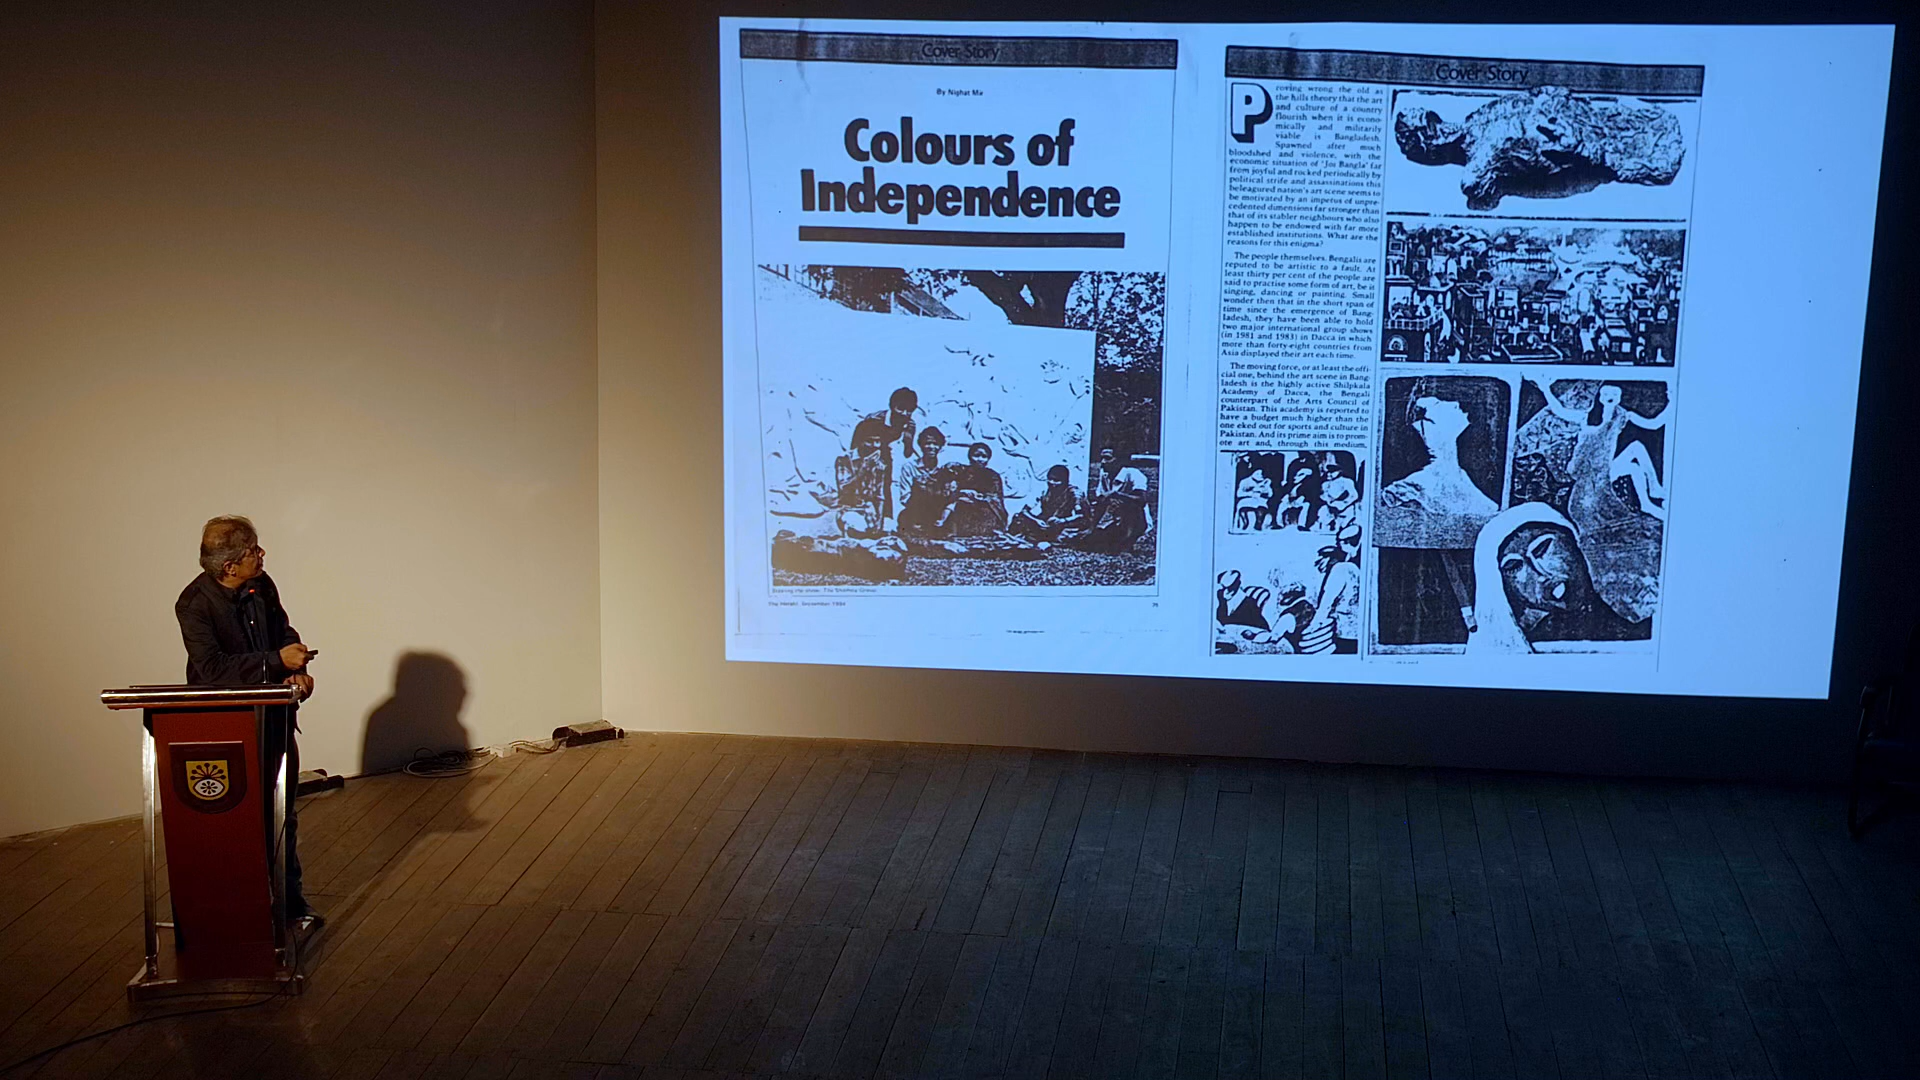 Cover Story
By Nighat Mir
Colours of
Independence
The Herald, September 1984
Cover Story
Proving wrong the old as
the hills theory that the art
and culture of a country
flourish when it is econo-
mically and militarily
viable is Bangladesh.
Spawned after much
bloodshed and violence, with the
economic situation of 'Joi Bangla' far
from joyful and rocked periodically by
political strife and assassinations this
beleagured nation's art scene seems to
be motivated by an impetus of unpre-
cedented dimensions far stronger than
that of its stabler neighbours who also
happen to be endowed with far more
established institutions. What are the
reasons for this enigma?
The people themselves. Bengalis are
reputed to be artistic to a fault. At
least thirty per cent of the people are
said to practise some form of art, be it
singing, dancing or painting. Small
wonder then that in the short span of
time since the emergence of Bang-
ladesh, they have been able to hold
two major international group shows
(in 1981 and 1983) in Dacca in which
more than forty-eight countries from
Asia displayed their art each time.
The moving force, or at least the offi-
cial one, behind the art scene in Bang-
ladesh is the highly active Shilpkala
Academy of Dacca, the Bengali
counterpart of the Arts Council of
Pakistan. This academy is reported to
have a budget much higher than the
one eked out for sports and culture in
Pakistan. And its prime aim is to prom-
ote art and, through this medium,